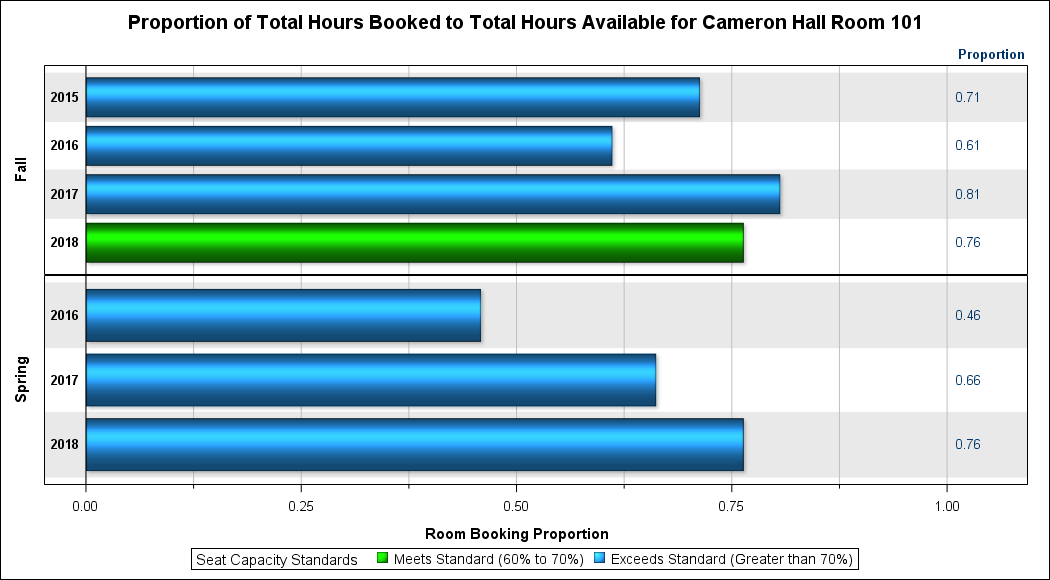 Proportion of Total Hours Booked to Total Hours Available for Cameron Hall Room 101
Proportion
Fall
2015 0.71
2016 0.61
2017 0.81
2018 0.76
Spring
2016 0.46
2017 0.66
2018 0.76
0.00 0.25 0.50 0.75 1.00
Room Booking Proportion
Seat Capacity Standards Meets Standard (60% to 70%) Exceeds Standard (Greater than 70%)